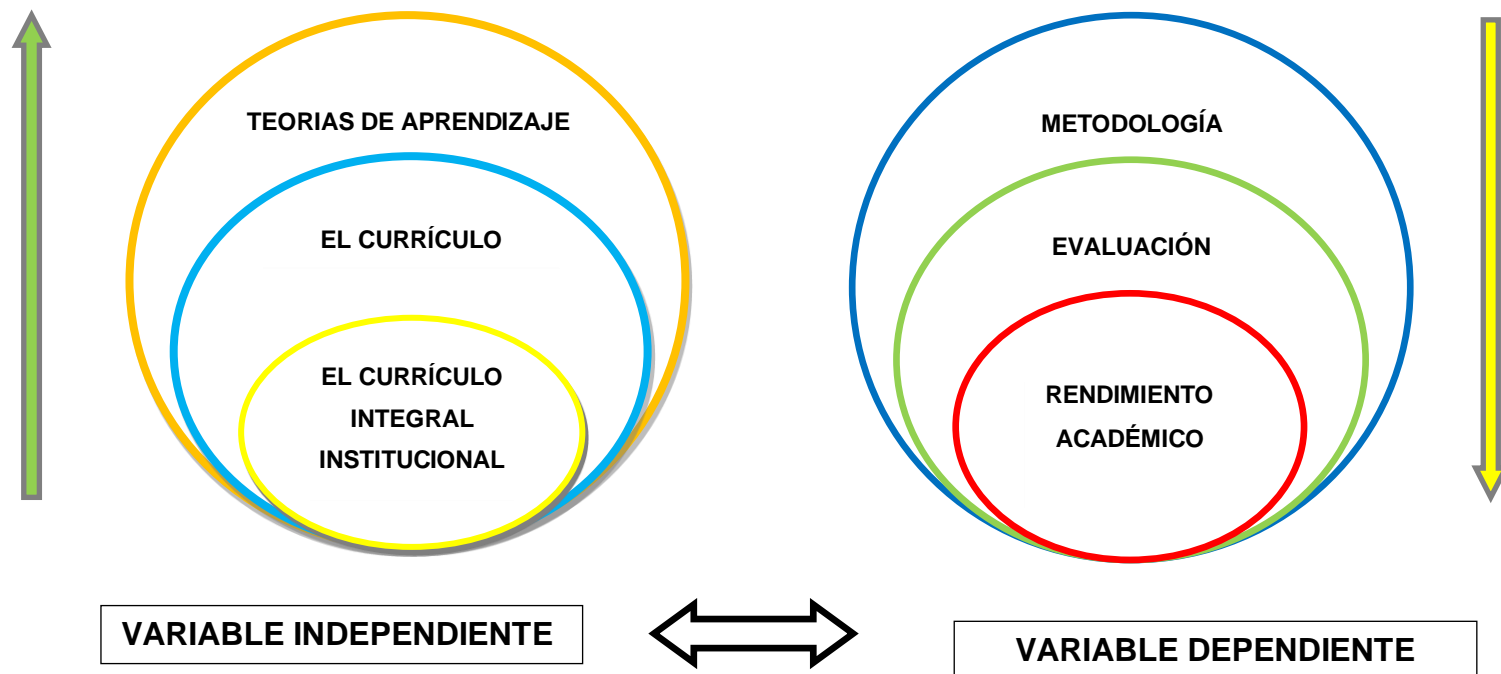 TEORIAS DE APRENDIZAJE
EL CURRÍCULO
EL CURRÍCULO
INTEGRAL
INSTITUCIONAL
METODOLOGÍA
EVALUACIÓN
RENDIMIENTO
ACADÉMICO
VARIABLE INDEPENDIENTE
VARIABLE DEPENDIENTE